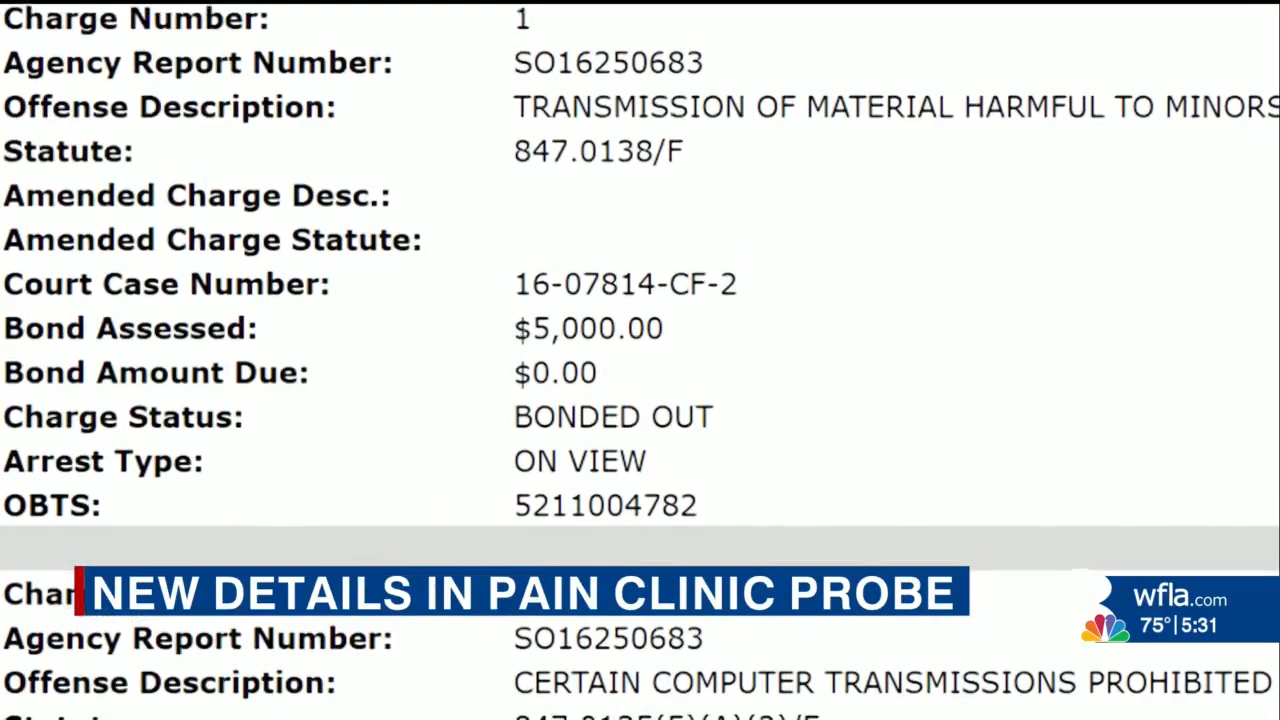 Charge Number: 1
Agency Report Number: SO16250683
Offense Description: TRANSMISSION OF MATERIAL HARMFUL TO MINORS
Statute: 847.0138/F
Amended Charge Desc.:
Amended Charge Statute:
Court Case Number: 16-07814-CF-2
Bond Assessed: $5,000.00
Bond Amount Due: $0.00
Charge Status: BONDED OUT
Arrest Type: ON VIEW
OBTS: 5211004782
NEW DETAILS IN PAIN CLINIC PROBE
wfla.com
75° | 5:31
Agency Report Number: SO16250683
Offense Description: CERTAIN COMPUTER TRANSMISSIONS PROHIBITED